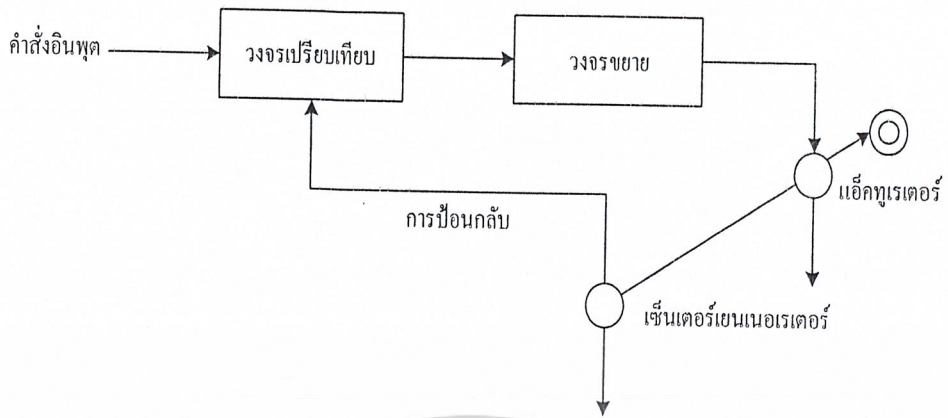 คำสั่งอินพุต
วงจรเปรียบเทียบ
วงจรขยาย
แอ็คทูเรเตอร์
การป้อนกลับ
เซ็นเตอร์เยนเนอเรเตอร์